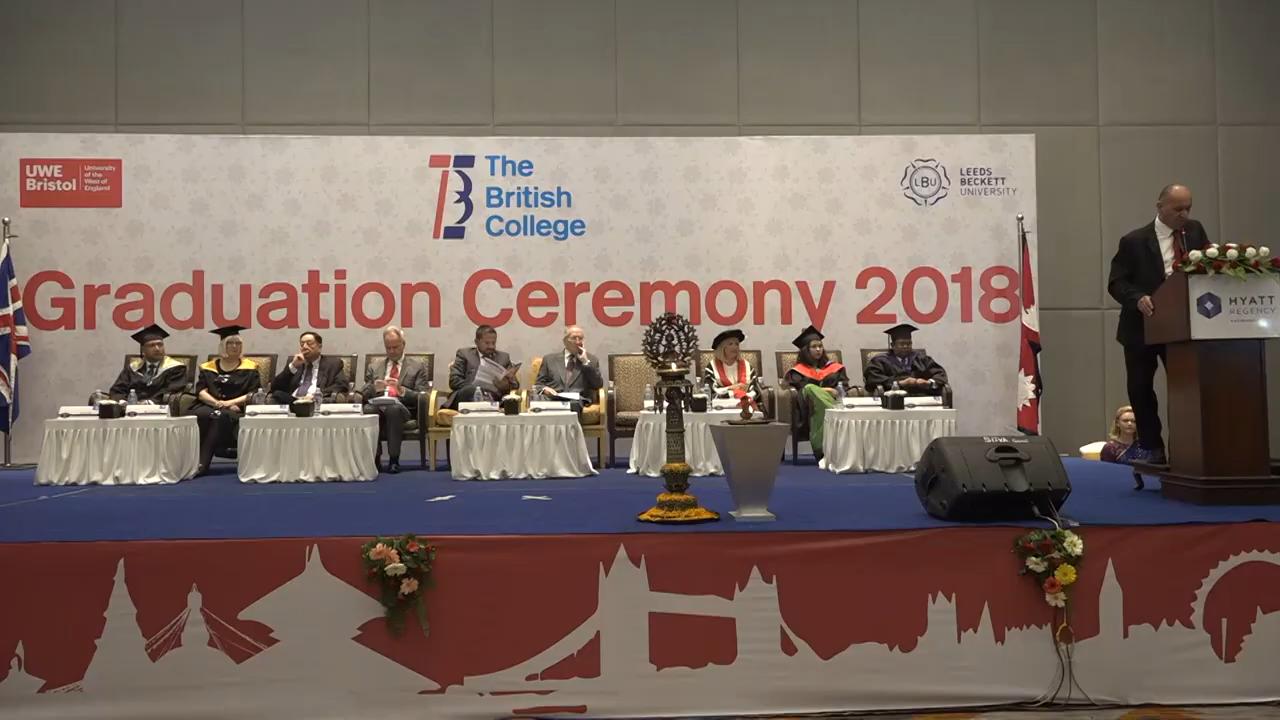 UWE
Bristol
University
of the
West of
England
The
British
College
LBU
LEEDS
BECKETT
UNIVERSITY
Graduation Ceremony 2018
HYATT
REGENCY